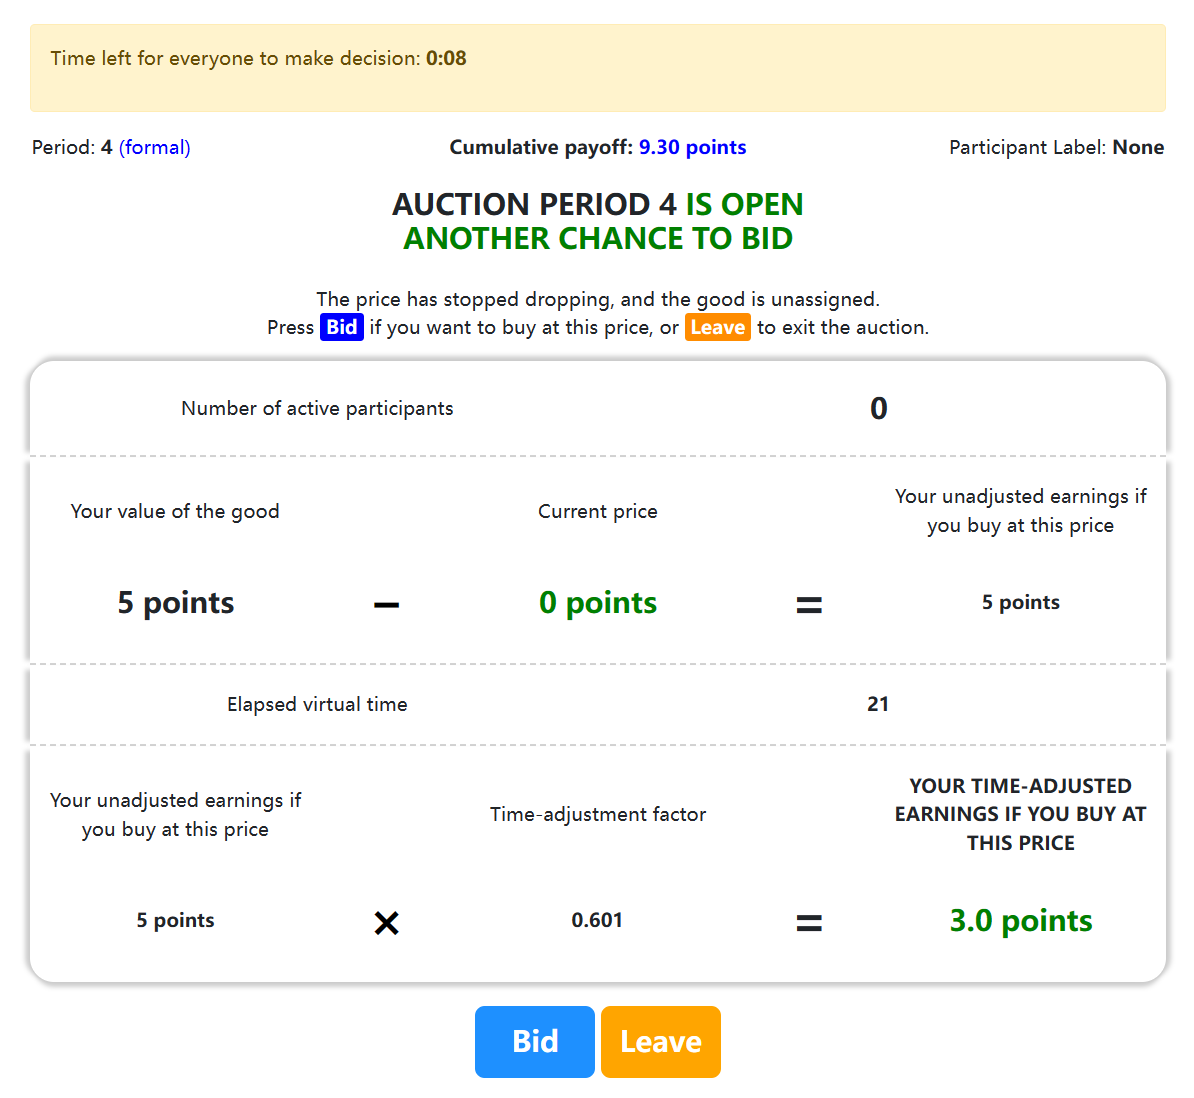 Time left for everyone to make decision: 0:08
Period: 4 (formal)
Cumulative payoff: 9.30 points
Participant Label: None
AUCTION PERIOD 4 IS OPEN
ANOTHER CHANCE TO BID
The price has stopped dropping, and the good is unassigned.
Press Bid if you want to buy at this price, or Leave to exit the auction.
Number of active participants
0
Your value of the good
Current price
Your unadjusted earnings if
you buy at this price
5 points
−
0 points
=
5 points
Elapsed virtual time
21
Your unadjusted earnings if
you buy at this price
Time-adjustment factor
YOUR TIME-ADJUSTED
EARNINGS IF YOU BUY AT
THIS PRICE
5 points
×
0.601
=
3.0 points
Bid
Leave